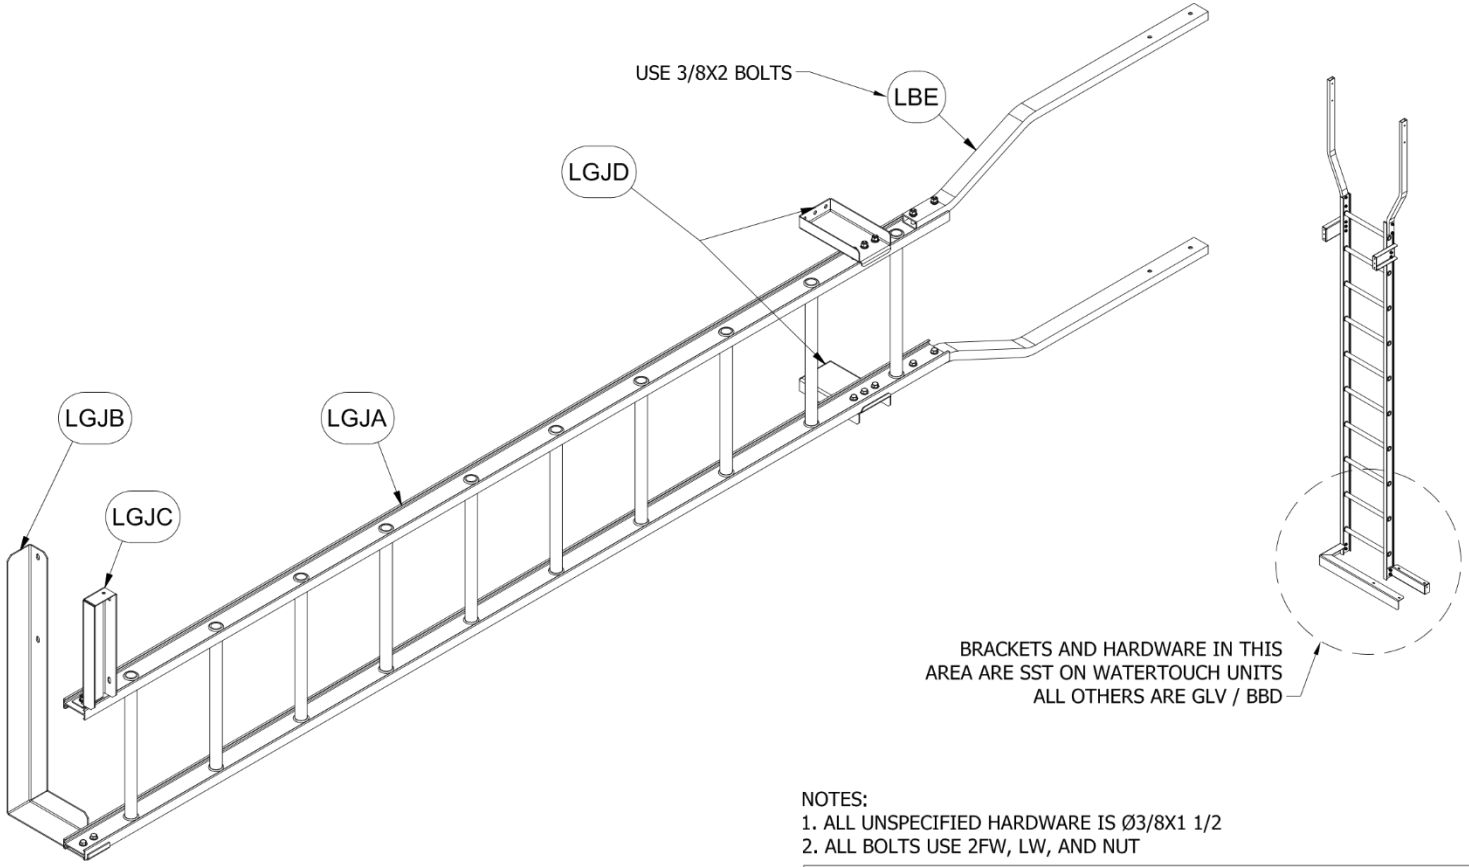 USE 3/8X2 BOLTS
LBE
LGJD
LGJB
LGJA
LGJC
BRACKETS AND HARDWARE IN THIS
AREA ARE SST ON WATERTOUCH UNITS
ALL OTHERS ARE GLV / BBD
NOTES:
1. ALL UNSPECIFIED HARDWARE IS Ø3/8X1 1/2
2. ALL BOLTS USE 2FW, LW, AND NUT